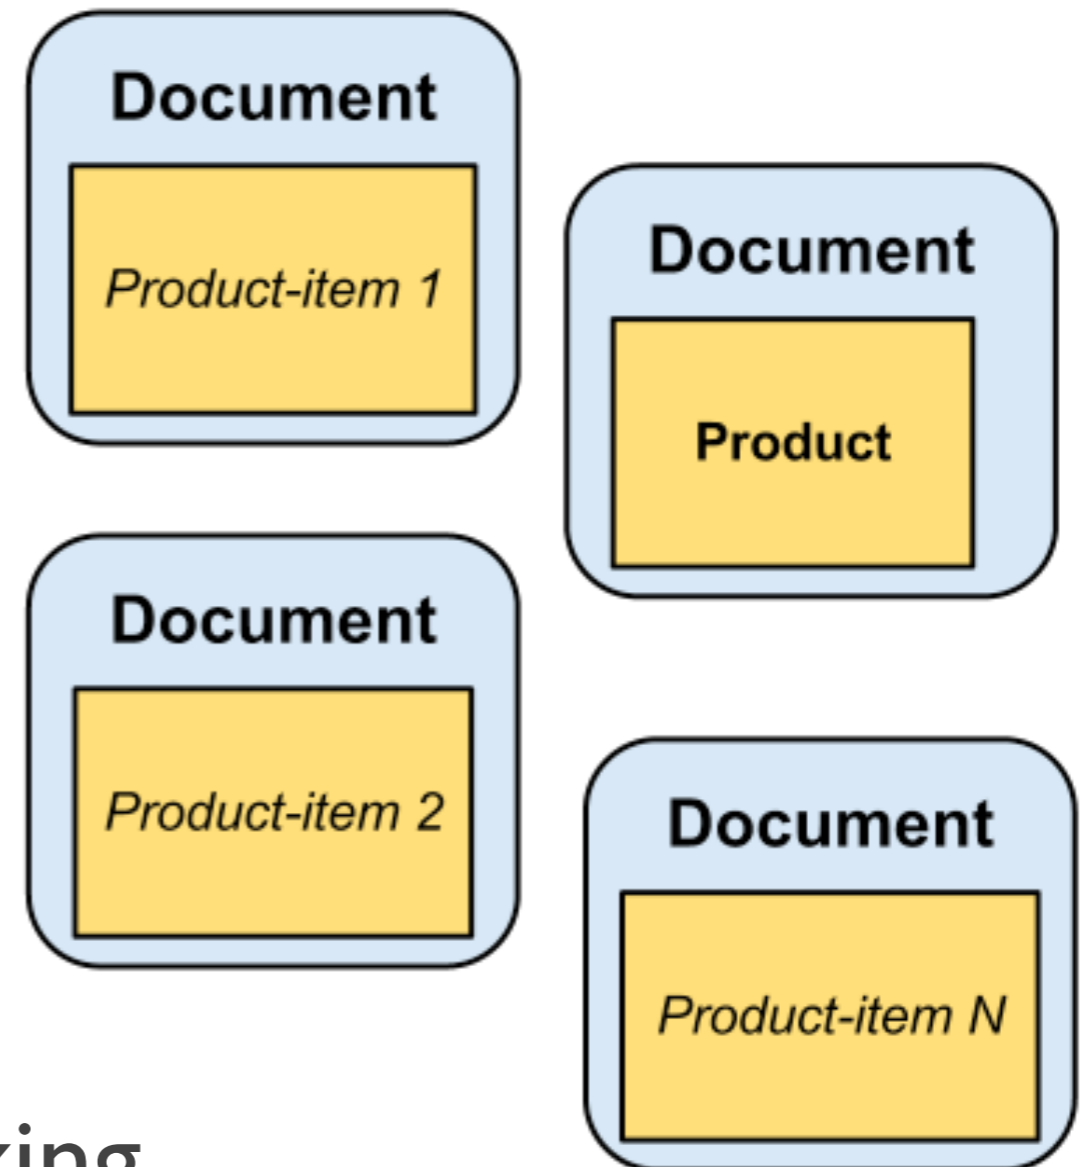 Document
Product-item 1
Document
Product
Document
Product-item 2
Document
Product-item N